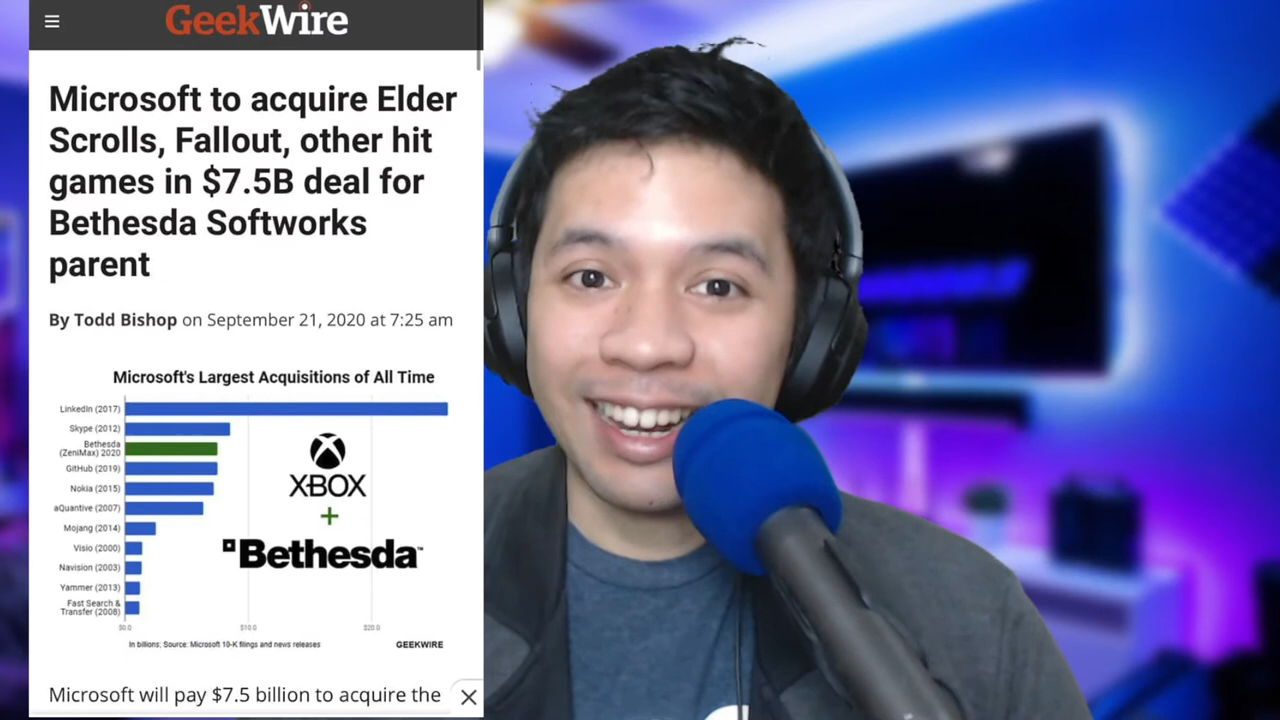 GeekWire
Microsoft to acquire Elder
Scrolls, Fallout, other hit
games in $7.5B deal for
Bethesda Softworks
parent
By Todd Bishop on September 21, 2020 at 7:25 am
Microsoft's Largest Acquisitions of All Time
LinkedIn (2017)
Skype (2012)
Bethesda
(ZeniMax) 2020
GitHub (2019)
Nokia (2015)
aQuantive (2007)
Mojang (2014)
Visio (2000)
Navision (2003)
Yammer (2013)
Fast Search &
Transfer (2008)
XBOX
+
Bethesda™
$0.0 $10.0 $20.0
In billions. Source: Microsoft 10-K filings and news releases
GEEKWIRE
Microsoft will pay $7.5 billion to acquire the